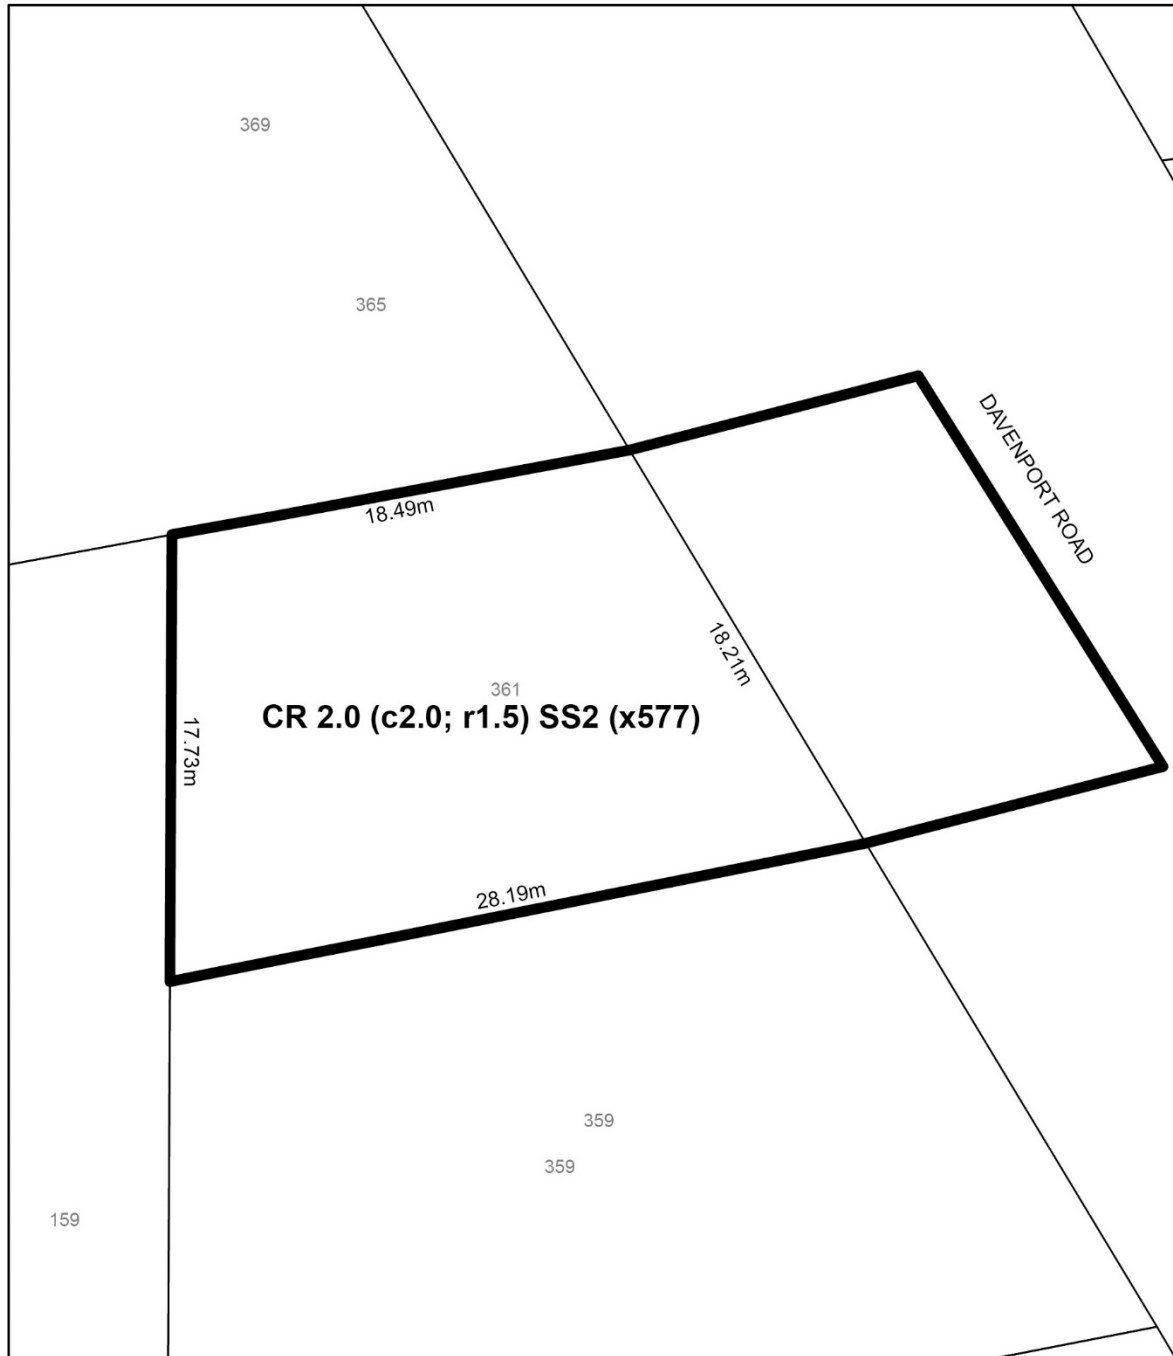 369
365
DAVENPORT ROAD
18.49m
18.21m
361
CR 2.0 (c2.0; r1.5) SS2 (x577)
17.73m
28.19m
359
359
159